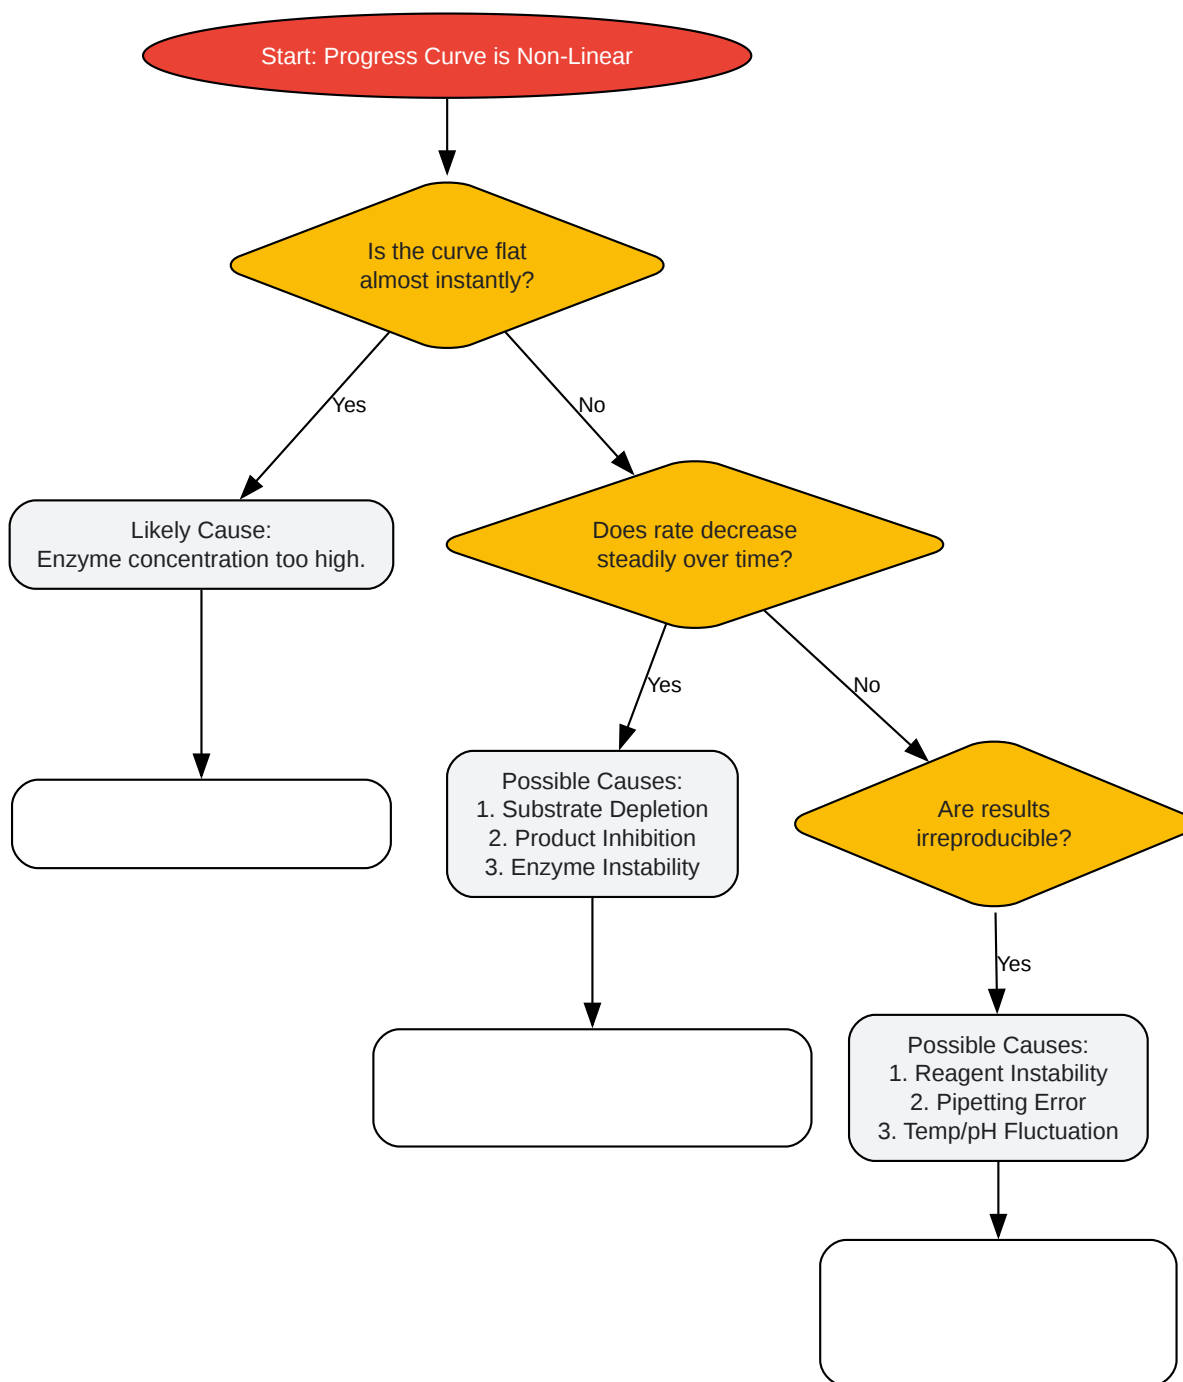 Start: Progress Curve is Non-Linear
Is the curve flat
almost instantly?
Yes
No
Likely Cause:
Enzyme concentration too high.
Does rate decrease
steadily over time?
Yes
No
Possible Causes:
1. Substrate Depletion
2. Product Inhibition
3. Enzyme Instability
Are results
irreproducible?
Yes
Possible Causes:
1. Reagent Instability
2. Pipetting Error
3. Temp/pH Fluctuation